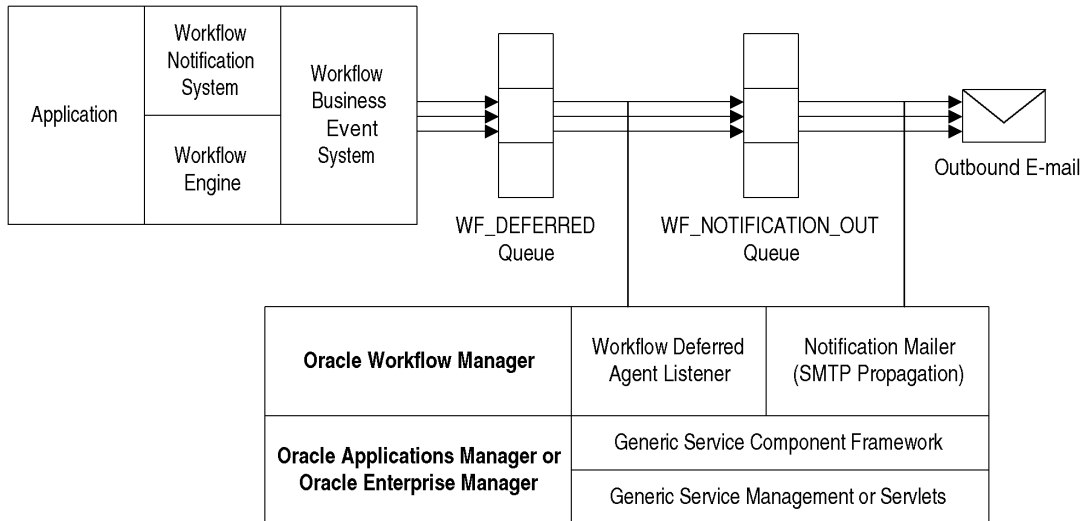 Application
Workflow
Notification
System
Workflow
Engine
Workflow
Business
Event
System
WF_DEFERRED
Queue
WF_NOTIFICATION_OUT
Queue
Outbound E-mail
Oracle Workflow Manager
Workflow Deferred
Agent Listener
Notification Mailer
(SMTP Propagation)
Oracle Applications Manager or
Oracle Enterprise Manager
Generic Service Component Framework
Generic Service Management or Servlets